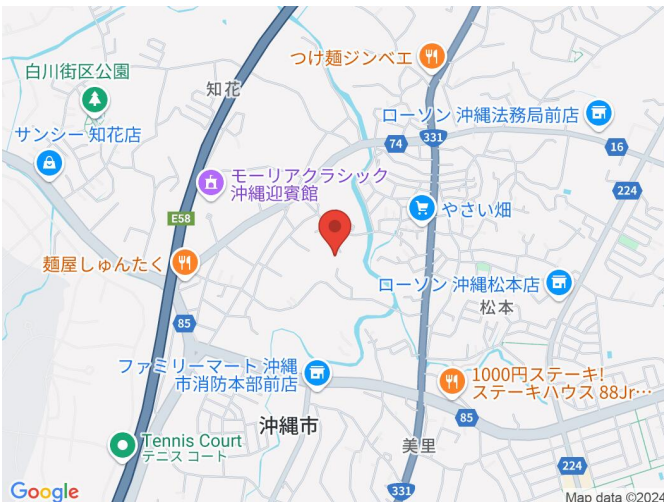 つけ麺ジンベエ
白川街区公園
知花
ローソン 沖縄法務局前店
サンシー 知花店
74
331
16
モーリアクラシック
沖縄迎賓館
224
E58
やさい畑
麺屋しゅんたく
ローソン 沖縄松本店
松本
85
ファミリーマート 沖縄
市消防本部前店
1000円ステーキ!
ステーキハウス 88Jr…
沖縄市
85
Tennis Court
テニス コート
美里
224
331
Google
Map data ©2024